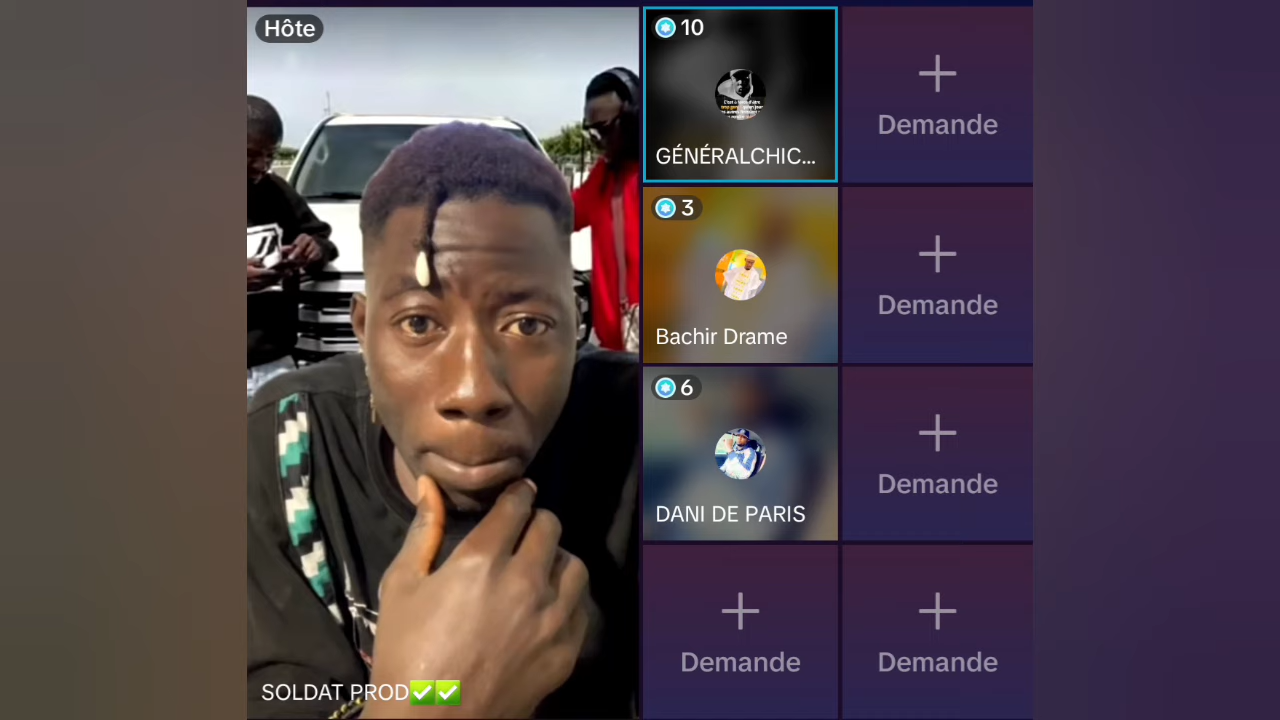 Hôte
SOLDAT PROD✅✅
10
GÉNÉRALCHIC...
Demande
3
Bachir Drame
Demande
6
DANI DE PARIS
Demande
Demande
Demande